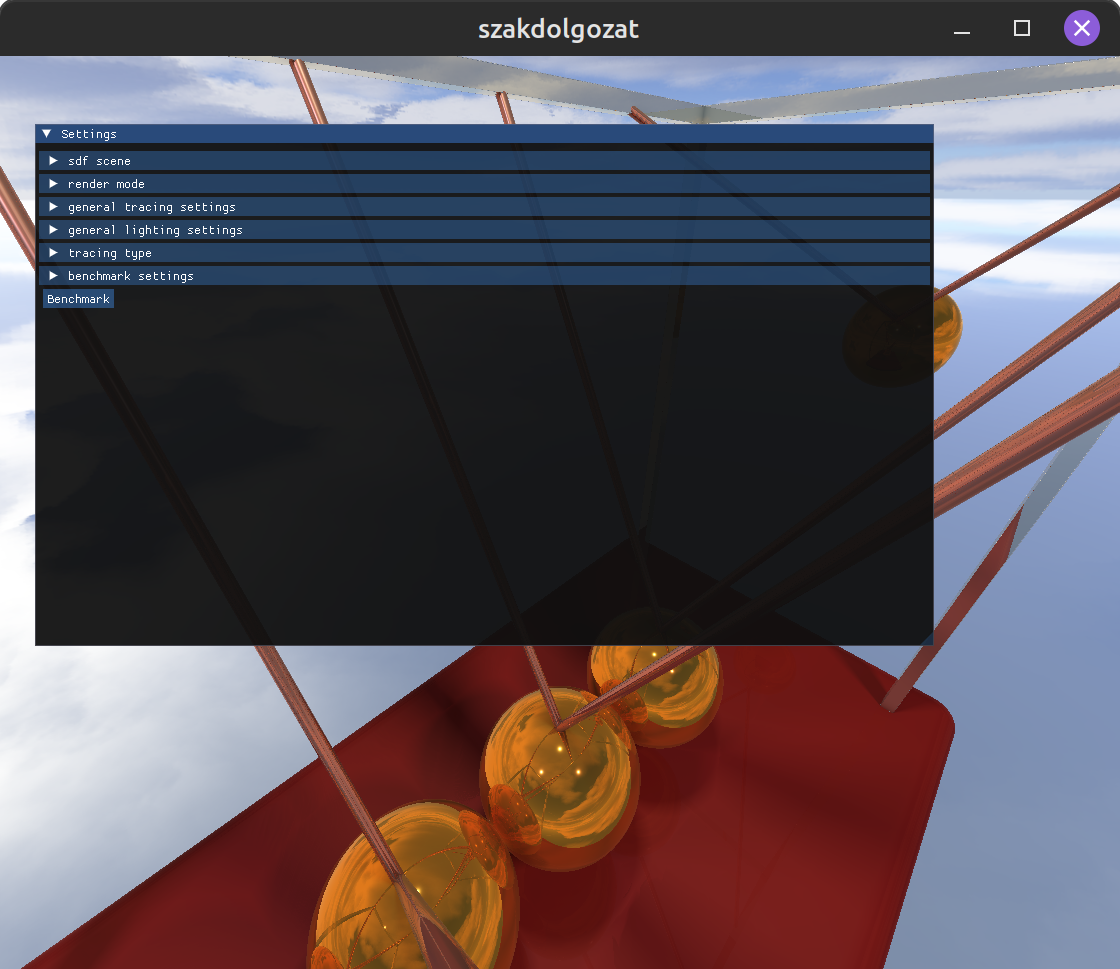 szakdolgozat
Settings
sdf scene
render mode
general tracing settings
general lighting settings
tracing type
benchmark settings
Benchmark